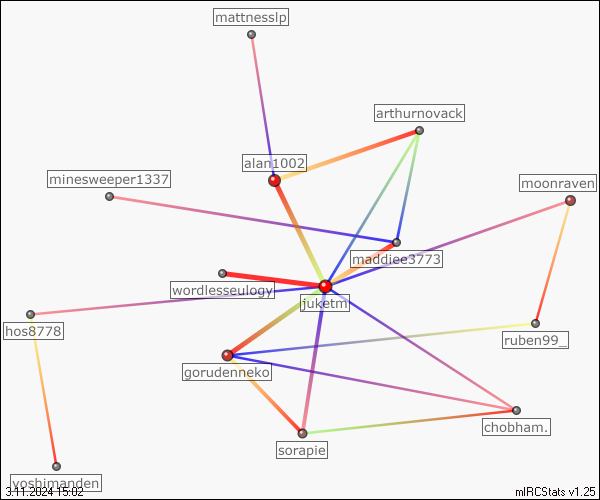 mattnesslp
arthurnovack
alan1002
minesweeper1337
moonraven
maddiee3773
wordlesseulogy
juketm
hos8778
ruben99_
gorudenneko
chobham.
sorapie
yoshimanden
3.11.2024 15:02
mIRCStats v1.25